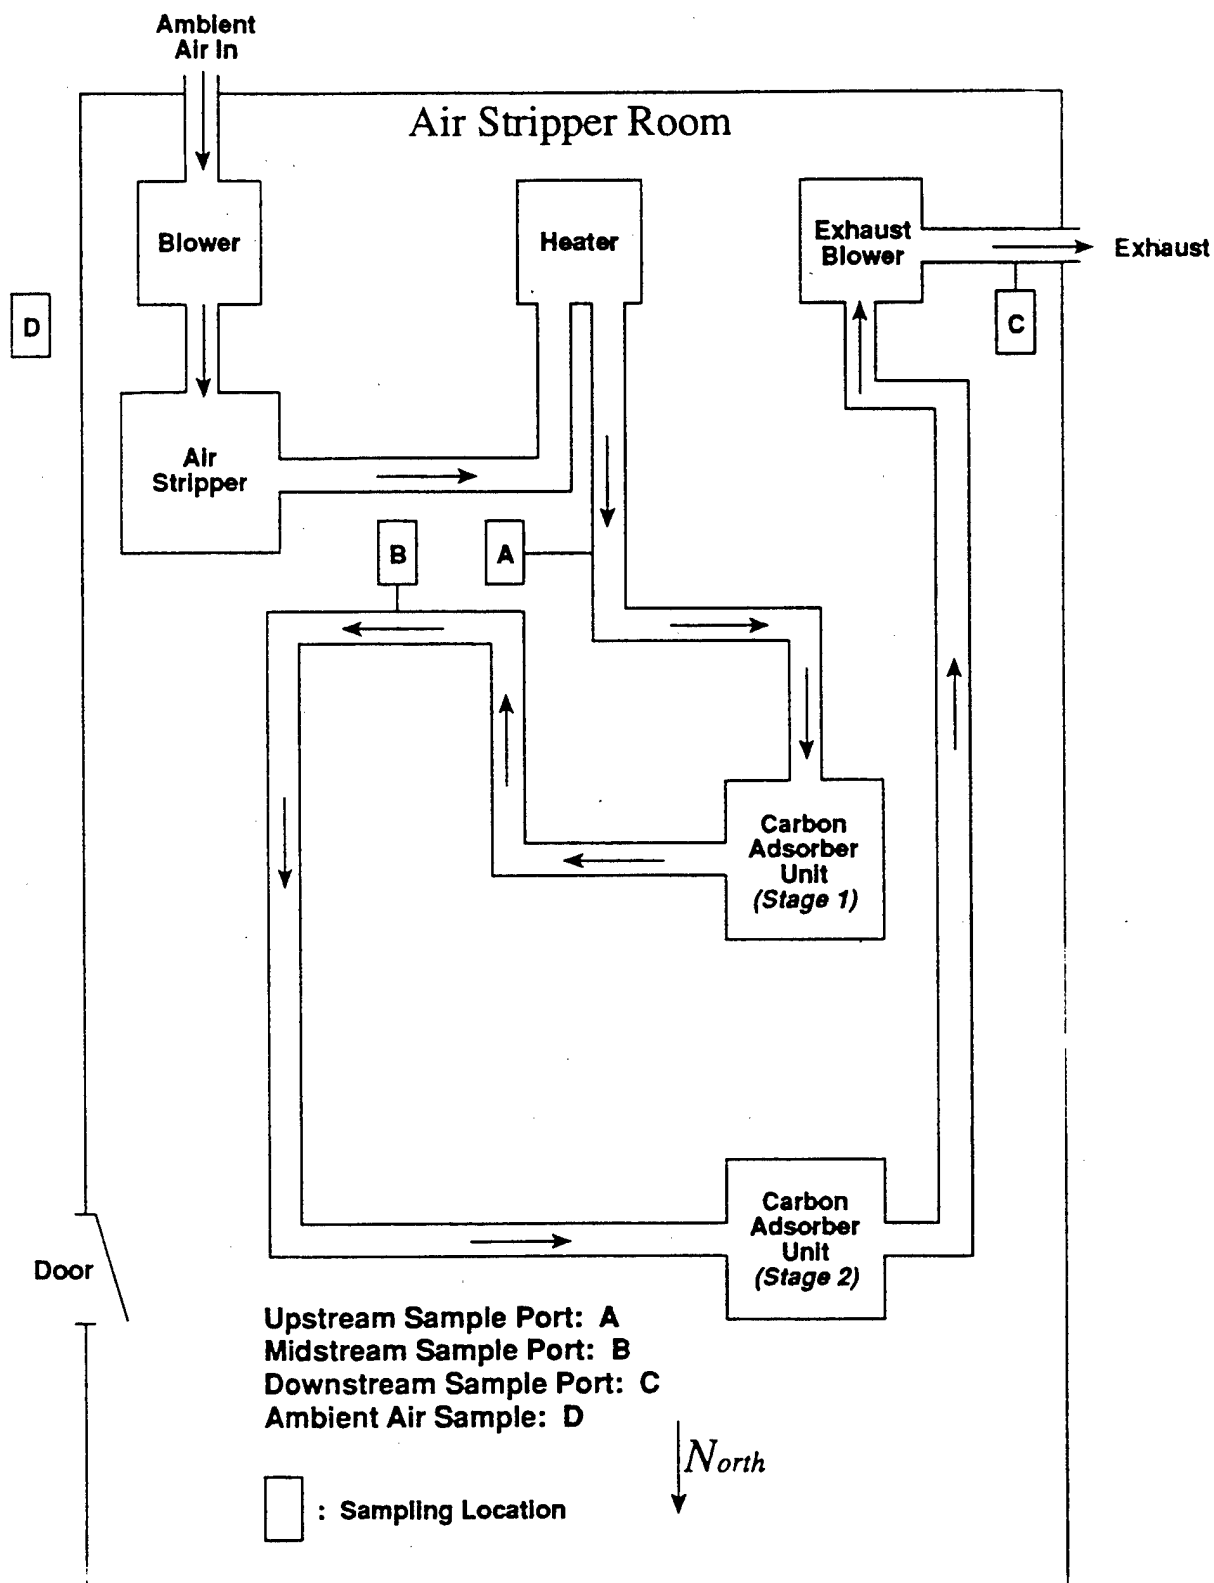 Ambient
Air In
Air Stripper Room
Blower
Heater
Exhaust
Blower
Exhaust
D
C
Air
Stripper
B
A
Carbon
Adsorber
Unit
(Stage 1)
Carbon
Adsorber
Unit
(Stage 2)
Door
Upstream Sample Port: A
Midstream Sample Port: B
Downstream Sample Port: C
Ambient Air Sample: D
North
: Sampling Location